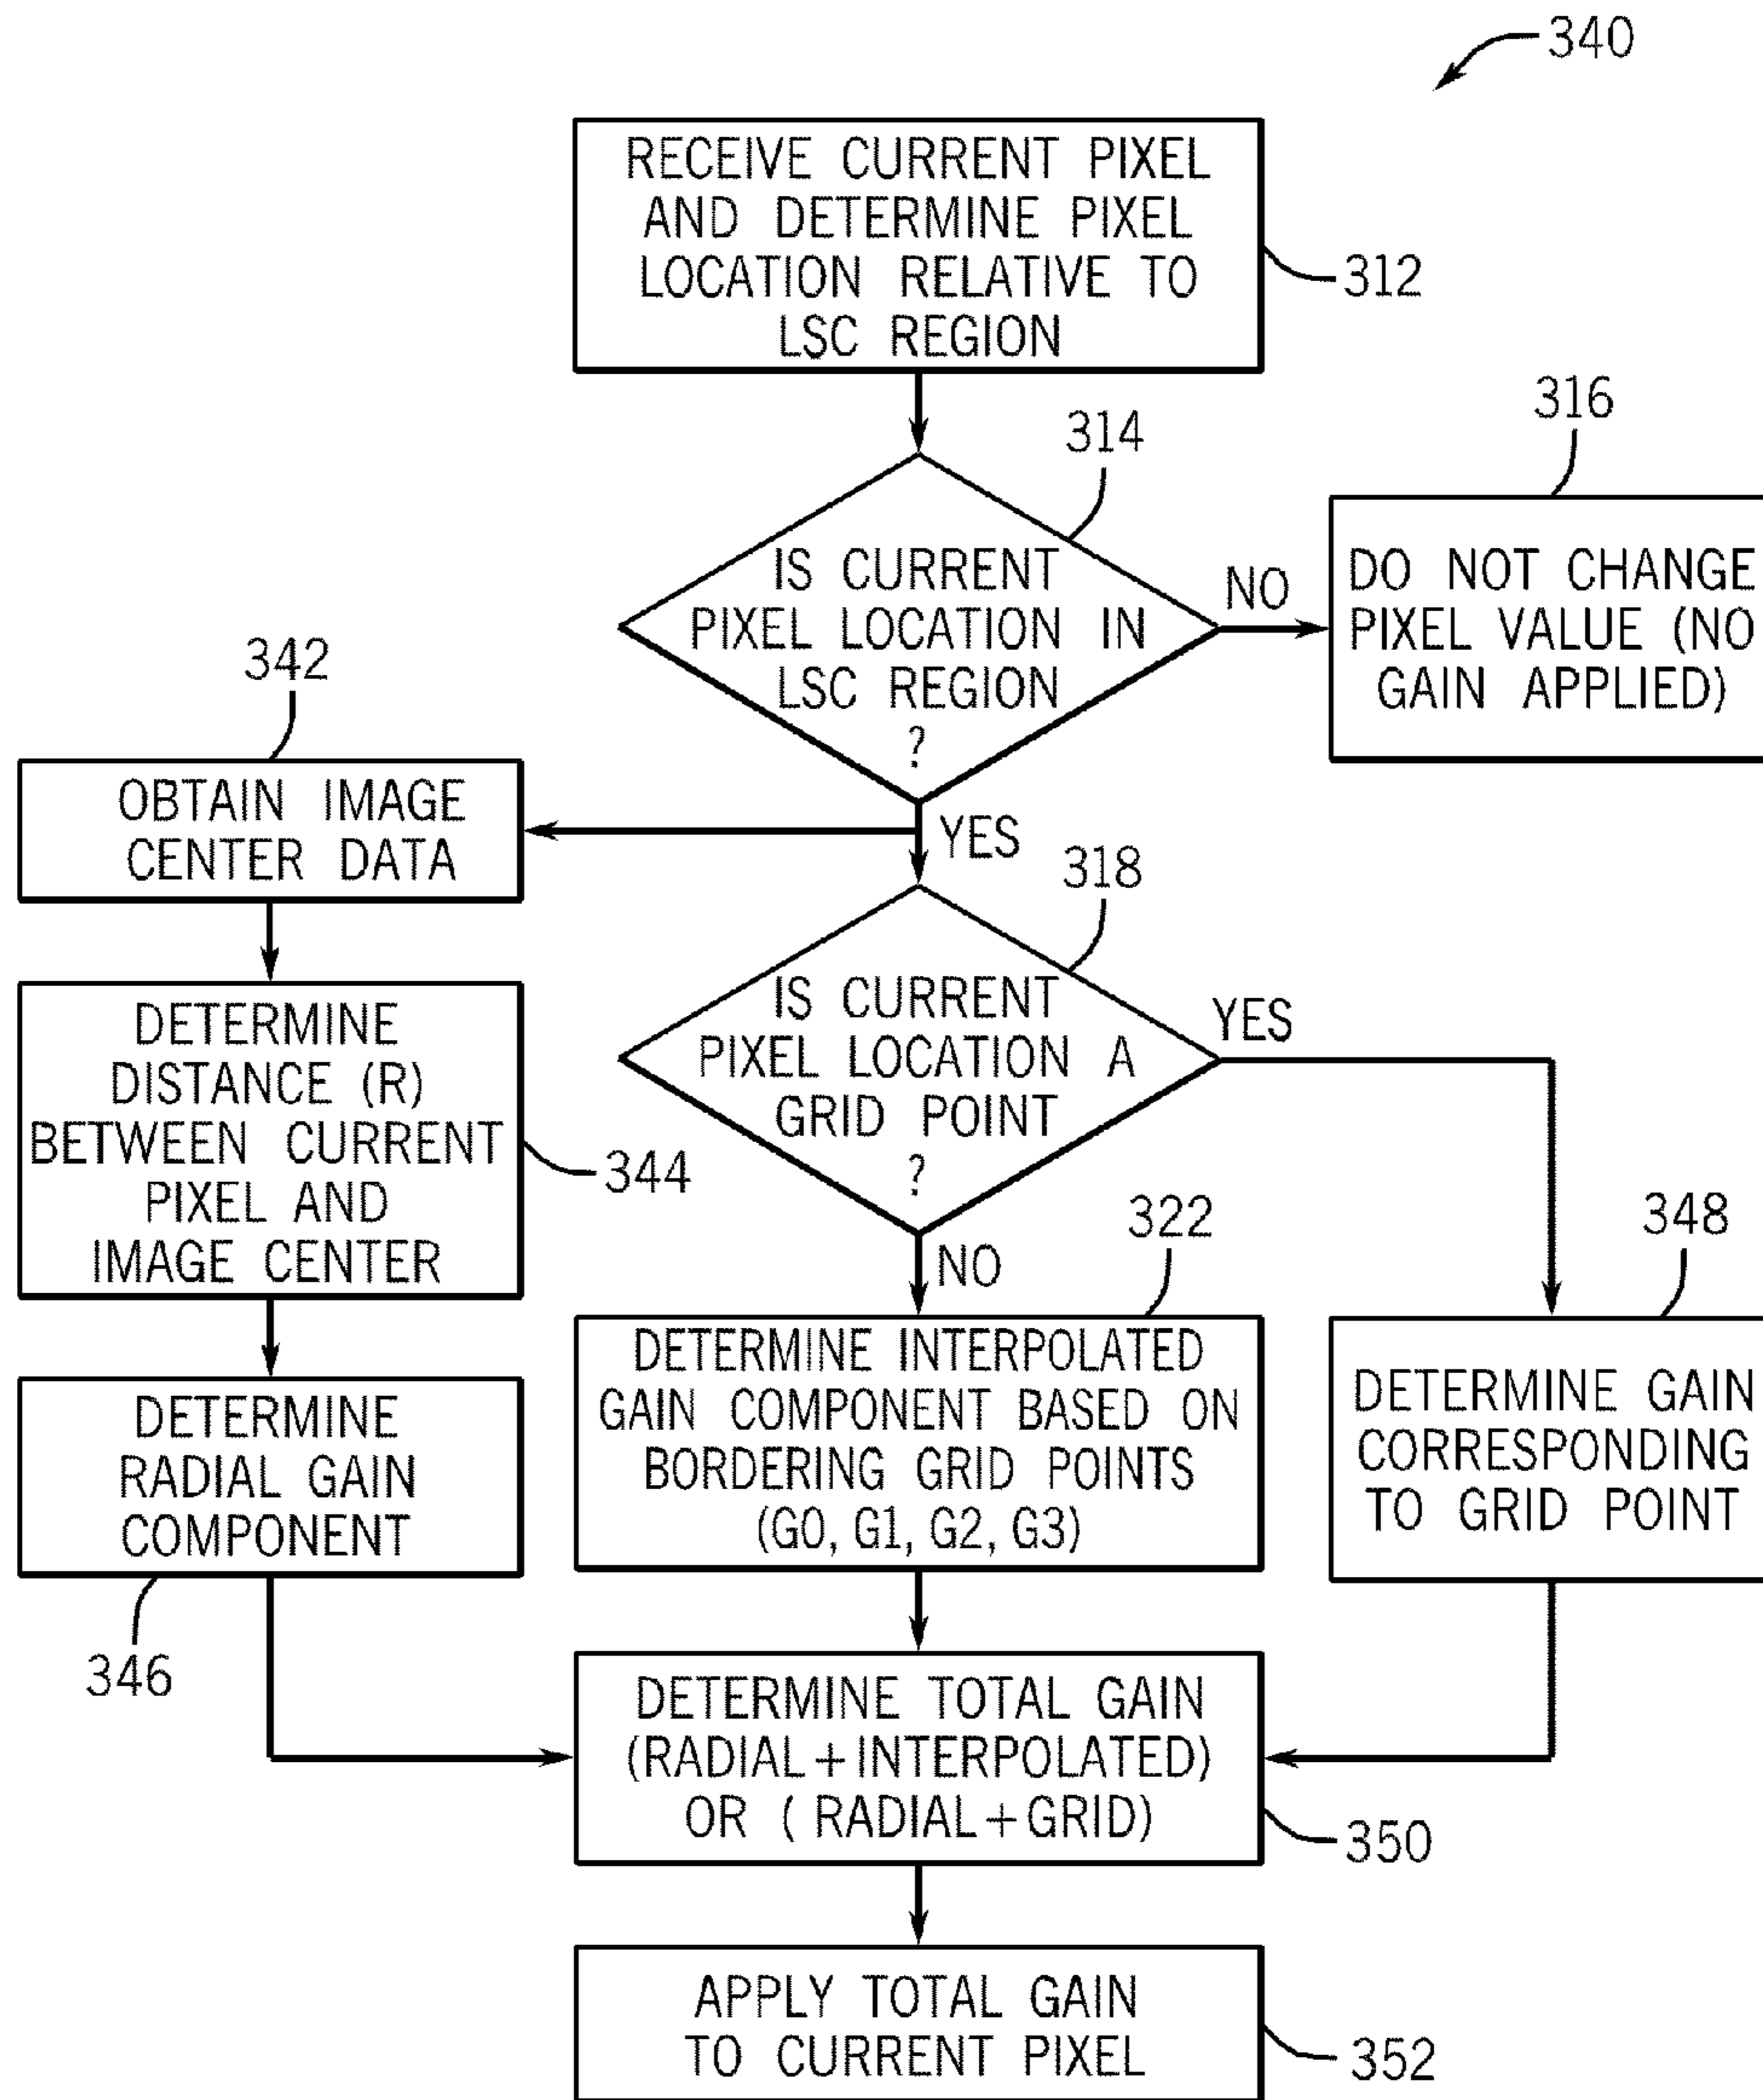 340
RECEIVE CURRENT PIXEL
AND DETERMINE PIXEL
LOCATION RELATIVE TO
LSC REGION
312
314
IS CURRENT
PIXEL LOCATION IN
LSC REGION
?
NO
316
DO NOT CHANGE
PIXEL VALUE (NO
GAIN APPLIED)
YES
342
OBTAIN IMAGE
CENTER DATA
318
IS CURRENT
PIXEL LOCATION A
GRID POINT
?
YES
NO
DETERMINE
DISTANCE (R)
BETWEEN CURRENT
PIXEL AND
IMAGE CENTER
344
322
DETERMINE INTERPOLATED
GAIN COMPONENT BASED ON
BORDERING GRID POINTS
(G0, G1, G2, G3)
348
DETERMINE GAIN
CORRESPONDING
TO GRID POINT
DETERMINE
RADIAL GAIN
COMPONENT
346
DETERMINE TOTAL GAIN
(RADIAL+INTERPOLATED)
OR ( RADIAL+GRID)
350
APPLY TOTAL GAIN
TO CURRENT PIXEL
352